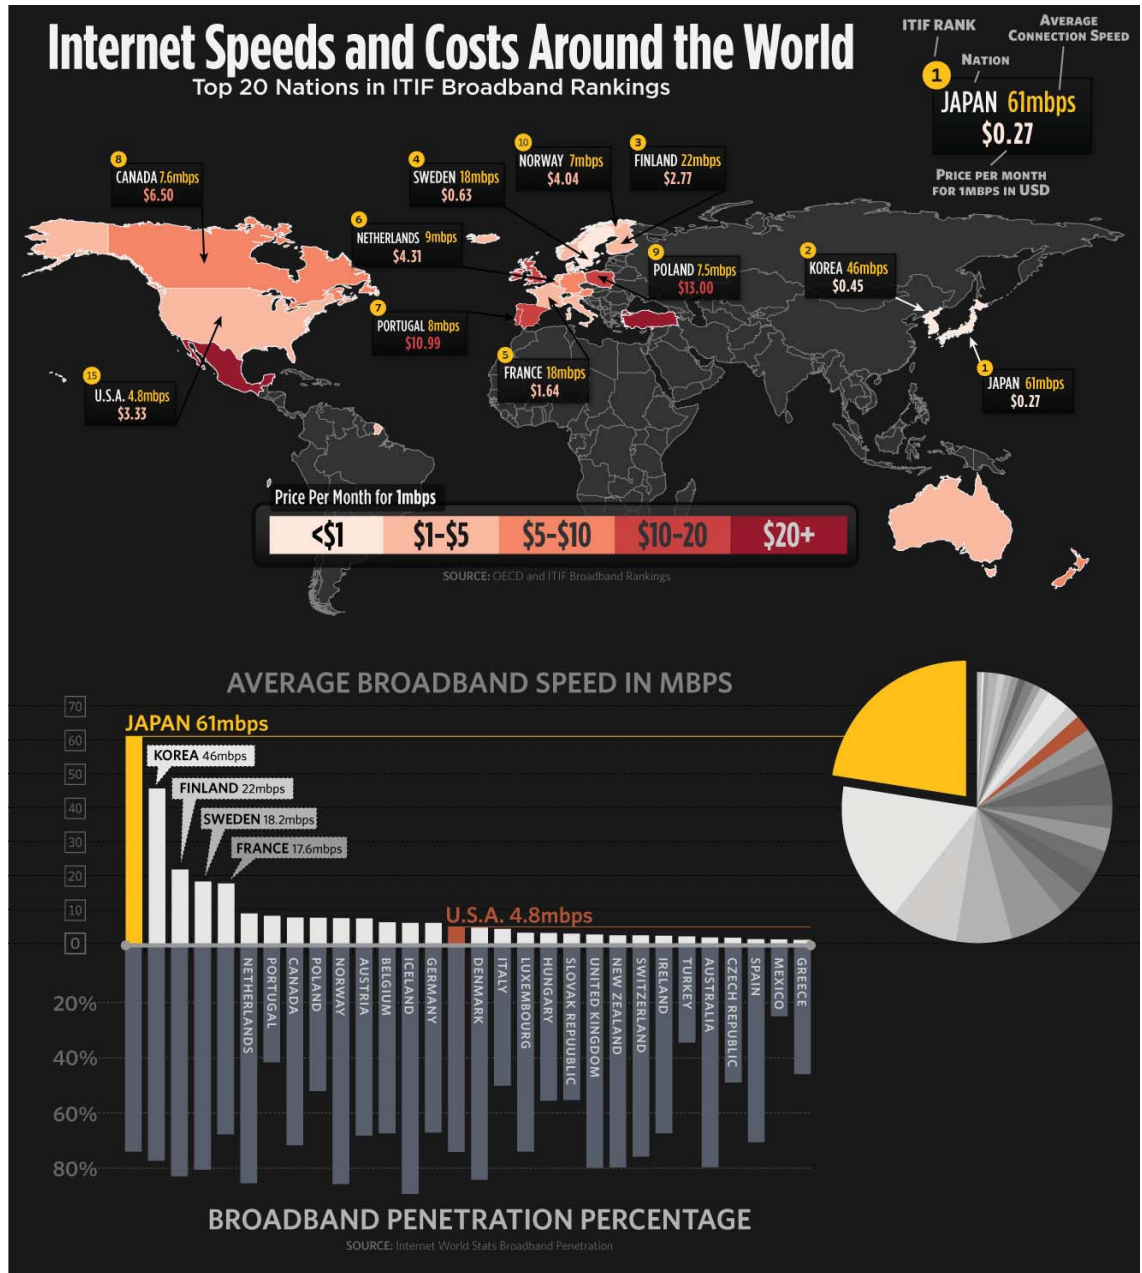 Internet Speeds and Costs Around the World
Top 20 Nations in ITIF Broadband Rankings
ITIF RANK
AVERAGE
CONNECTION SPEED
NATION
1
JAPAN 61mbps
$0.27
PRICE PER MONTH
FOR 1MBPS IN USD
8
CANADA 7.6mbps
$6.50
4
SWEDEN 18mbps
$0.63
10
NORWAY 7mbps
$4.04
3
FINLAND 22mbps
$2.77
6
NETHERLANDS 9mbps
$4.31
9
POLAND 7.5mbps
$13.00
2
KOREA 46mbps
$0.45
7
PORTUGAL 8mbps
$10.99
5
FRANCE 18mbps
$1.64
15
U.S.A. 4.8mbps
$3.33
1
JAPAN 61mbps
$0.27
Price Per Month for 1mbps
<$1 $1-$5 $5-$10 $10-20 $20+
SOURCE: OECD and ITIF Broadband Rankings
AVERAGE BROADBAND SPEED IN MBPS
70
60
50
40
30
20
10
0
JAPAN 61mbps
KOREA 46mbps
FINLAND 22mbps
SWEDEN 18.2mbps
FRANCE 17.6mbps
U.S.A. 4.8mbps
NETHERLANDS
PORTUGAL
CANADA
POLAND
NORWAY
AUSTRIA
BELGIUM
ICELAND
GERMANY
DENMARK
ITALY
LUXEMBOURG
HUNGARY
SLOVAK REPUUBLIC
UNITED KINGDOM
NEW ZEALAND
SWITZERLAND
IRELAND
TURKEY
AUSTRALIA
CZECH REPUBLIC
SPAIN
MEXICO
GREECE
20%
40%
60%
80%
BROADBAND PENETRATION PERCENTAGE
SOURCE: Internet World Stats Broadband Penetration